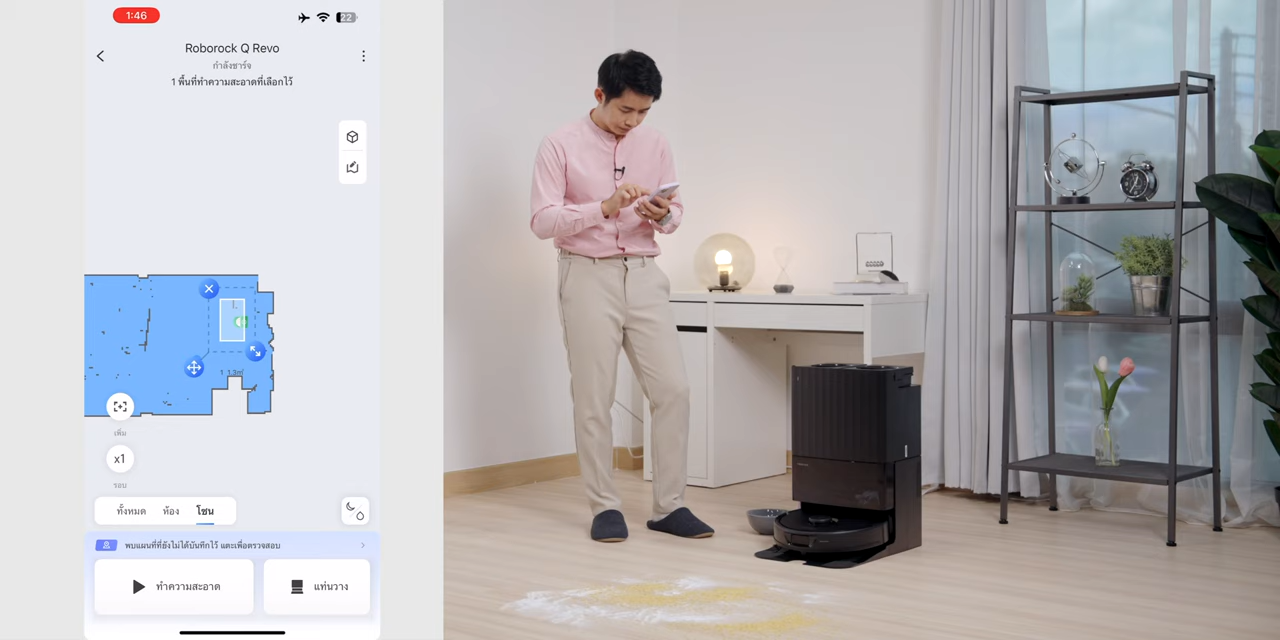 1:46
22
Roborock Q Revo
กำลังชาร์จ
1 พื้นที่ทำความสะอาดที่เลือกไว้
1 1.3㎡
เพิ่ม
x1
รอบ
ทั้งหมด ห้อง โซน
พบแผนที่ที่ยังไม่ได้บันทึกไว้ แตะเพื่อตรวจสอบ
ทำความสะอาด แท่นวาง